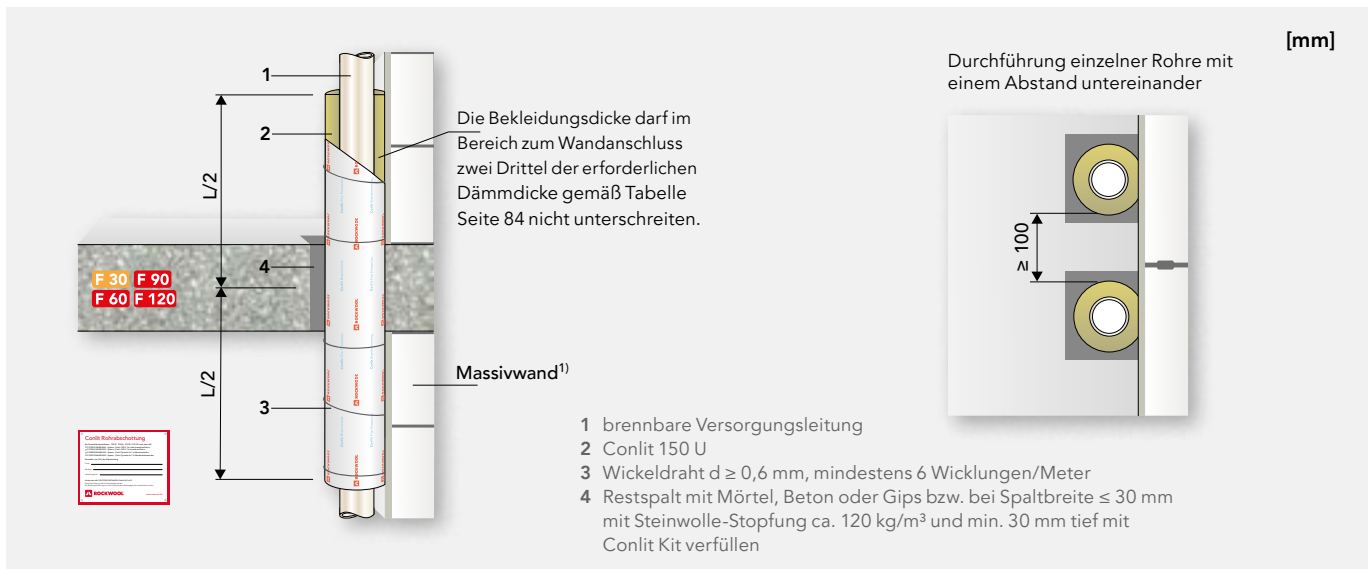 [mm]
Durchführung einzelner Rohre mit
einem Abstand untereinander
1
2
Die Bekleidungsdicke darf im
Bereich zum Wandanschluss
zwei Drittel der erforderlichen
Dämmdicke gemäß Tabelle
Seite 84 nicht unterschreiten.
L/2
≥ 100
4
F 30 F 90
F 60 F 120
L/2
Massivwand1)
3
Conlit Rohrabschottung
ROCKWOOL
1 brennbare Versorgungsleitung
2 Conlit 150 U
3 Wickeldraht d ≥ 0,6 mm, mindestens 6 Wicklungen/Meter
4 Restspalt mit Mörtel, Beton oder Gips bzw. bei Spaltbreite ≤ 30 mm
mit Steinwolle-Stopfung ca. 120 kg/m³ und min. 30 mm tief mit
Conlit Kit verfüllen